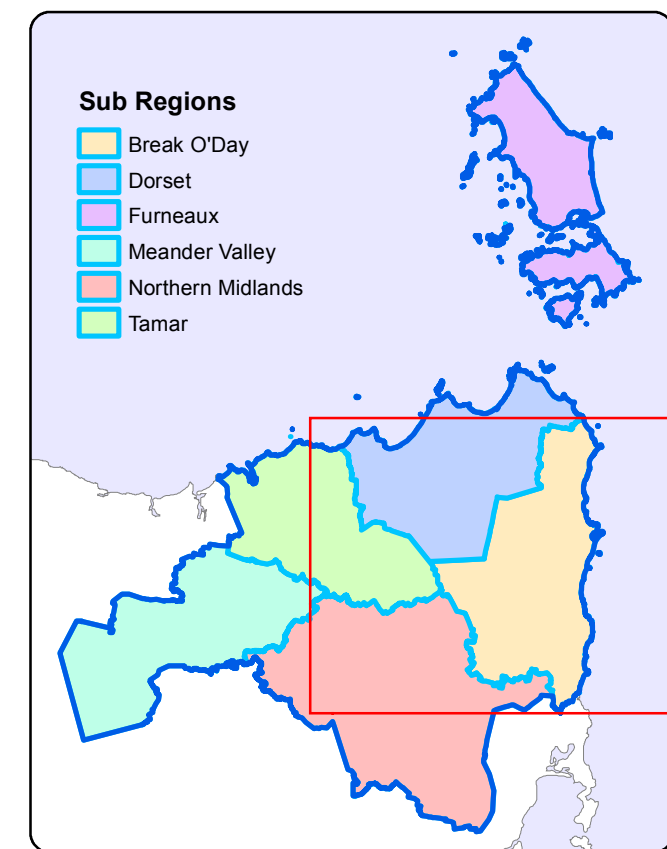 Sub Regions
Break O'Day
Dorset
Furneaux
Meander Valley
Northern Midlands
Tamar